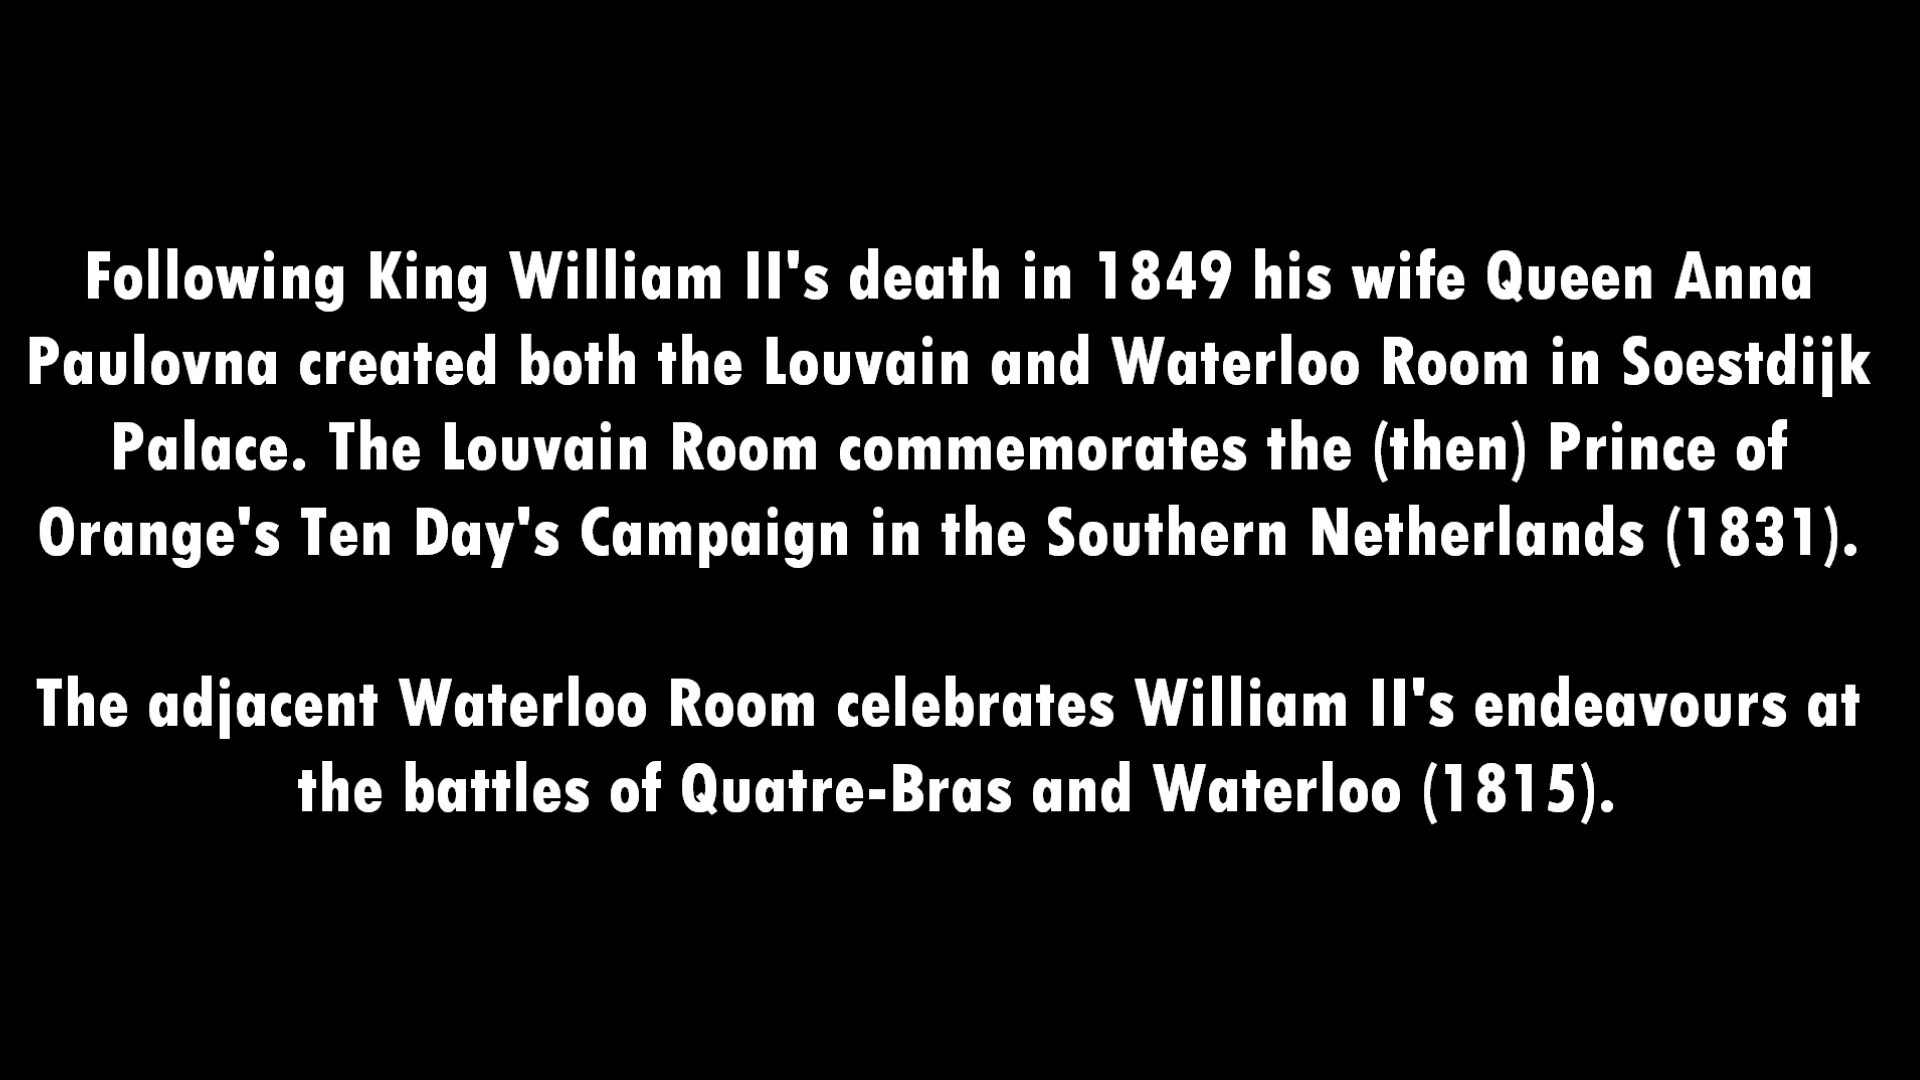 Following King William II's death in 1849 his wife Queen Anna
Paulovna created both the Louvain and Waterloo Room in Soestdijk
Palace. The Louvain Room commemorates the (then) Prince of
Orange's Ten Day's Campaign in the Southern Netherlands (1831).
The adjacent Waterloo Room celebrates William II's endeavours at
the battles of Quatre-Bras and Waterloo (1815).